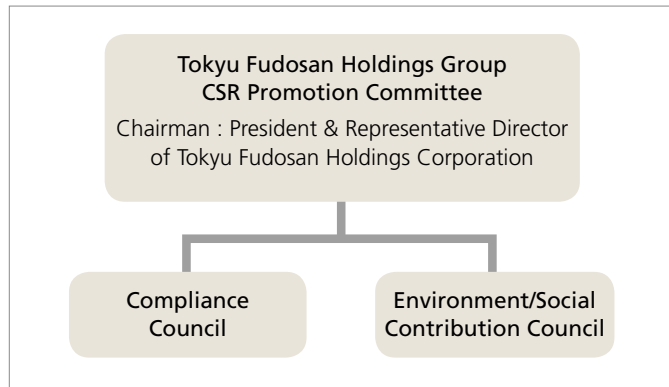 Tokyu Fudosan Holdings Group
CSR Promotion Committee
Chairman : President & Representative Director
of Tokyu Fudosan Holdings Corporation
Compliance
Council
Environment/Social
Contribution Council